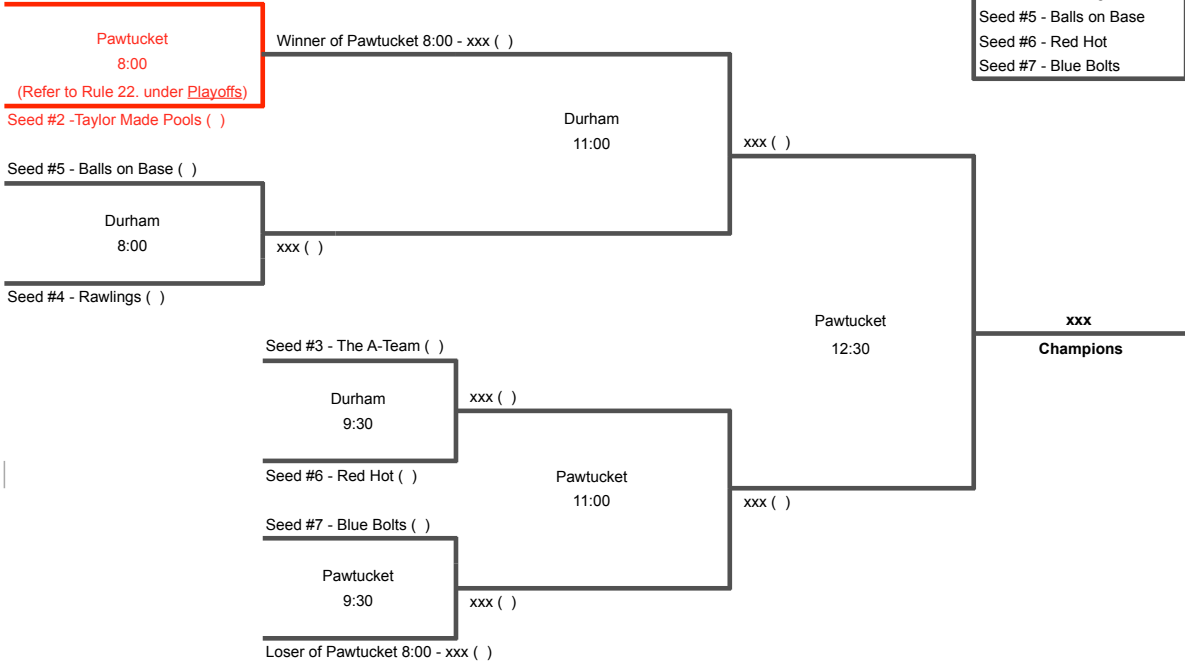 Seed #5 - Balls on Base
Seed #6 - Red Hot
Seed #7 - Blue Bolts
Pawtucket
8:00
(Refer to Rule 22. under Playoffs)
Seed #2 -Taylor Made Pools ( )
Winner of Pawtucket 8:00 - xxx ( )
Durham
11:00
xxx ( )
Seed #5 - Balls on Base ( )
Durham
8:00
xxx ( )
Seed #4 - Rawlings ( )
Pawtucket
12:30
xxx
Champions
Seed #3 - The A-Team ( )
Durham
9:30
xxx ( )
Seed #6 - Red Hot ( )
Pawtucket
11:00
xxx ( )
Seed #7 - Blue Bolts ( )
Pawtucket
9:30
xxx ( )
Loser of Pawtucket 8:00 - xxx ( )